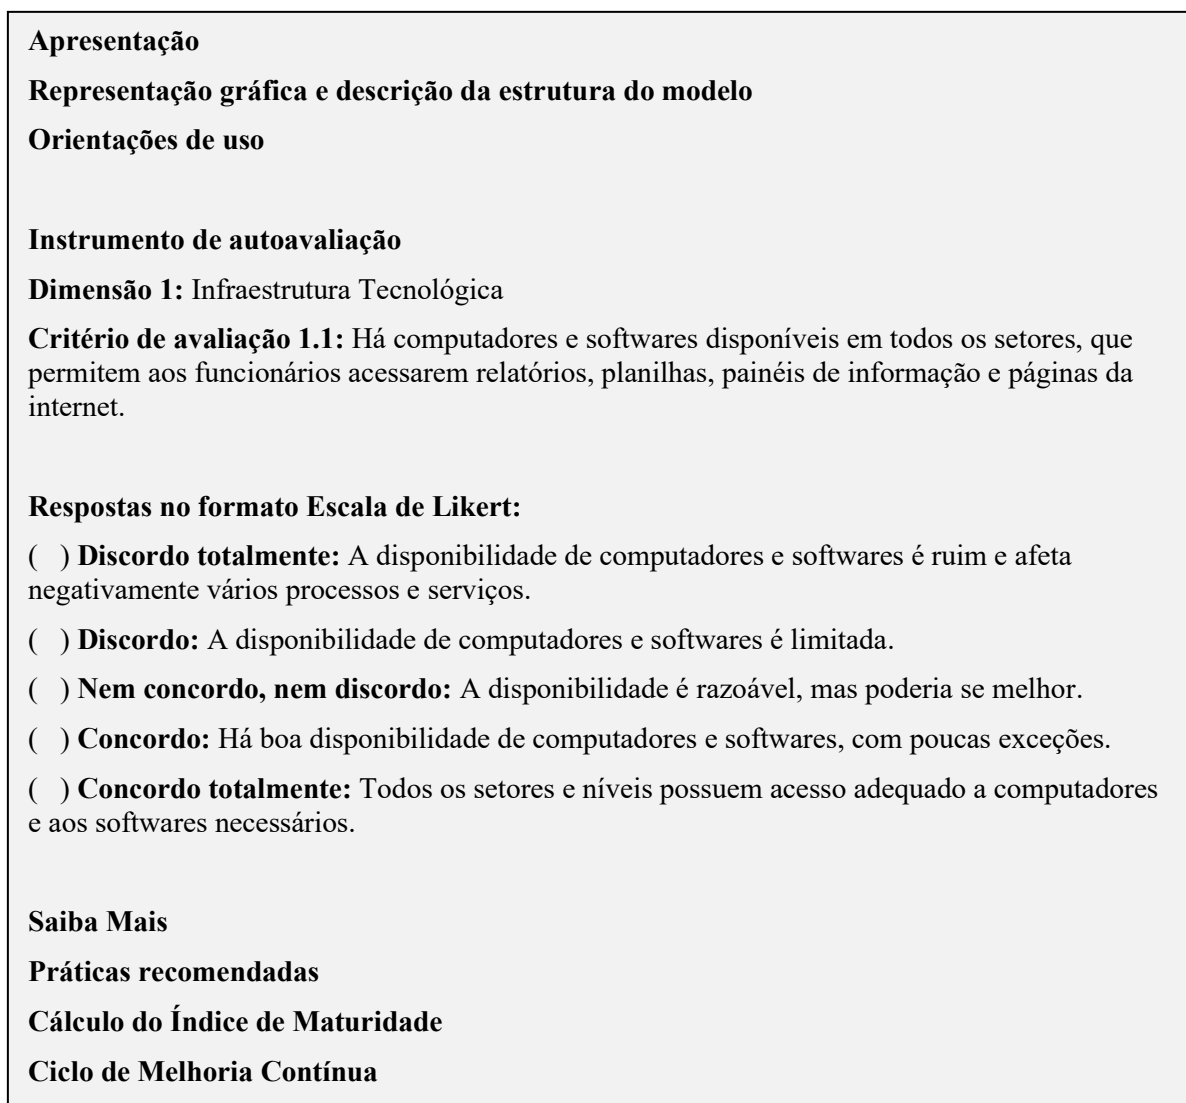 Apresentação
Representação gráfica e descrição da estrutura do modelo
Orientações de uso
Instrumento de autoavaliação
Dimensão 1: Infraestrutura Tecnológica
Critério de avaliação 1.1: Há computadores e softwares disponíveis em todos os setores, que
permitem aos funcionários acessarem relatórios, planilhas, painéis de informação e páginas da
internet.
Respostas no formato Escala de Likert:
(   ) Discordo totalmente: A disponibilidade de computadores e softwares é ruim e afeta
negativamente vários processos e serviços.
(   ) Discordo: A disponibilidade de computadores e softwares é limitada.
(   ) Nem concordo, nem discordo: A disponibilidade é razoável, mas poderia se melhor.
(   ) Concordo: Há boa disponibilidade de computadores e softwares, com poucas exceções.
(   ) Concordo totalmente: Todos os setores e níveis possuem acesso adequado a computadores
e aos softwares necessários.
Saiba Mais
Práticas recomendadas
Cálculo do Índice de Maturidade
Ciclo de Melhoria Contínua